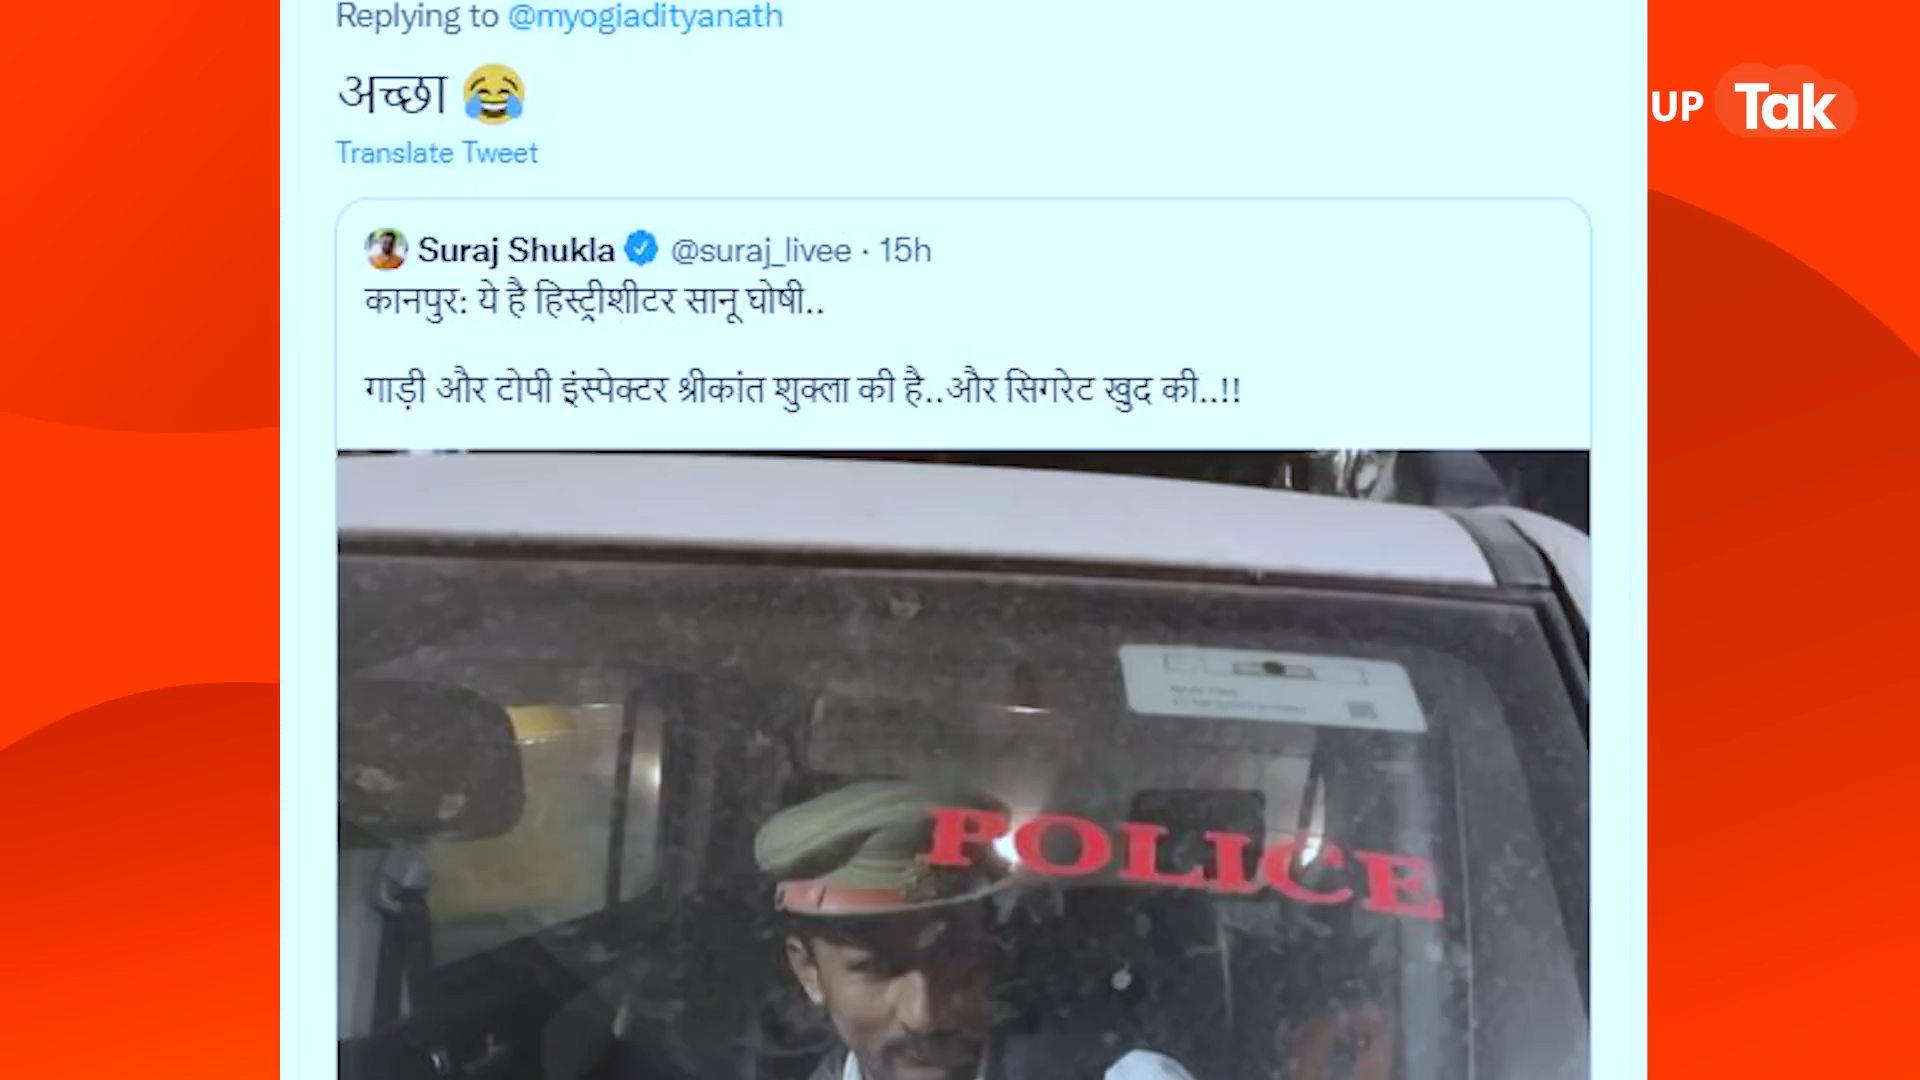 Replying to @myogiadityanath
अच्छा 😂
Translate Tweet
UP Tak
Suraj Shukla @suraj_livee · 15h
कानपुर: ये है हिस्ट्रीशीटर सानू घोषी..
गाड़ी और टोपी इंस्पेक्टर श्रीकांत शुक्ला की है..और सिगरेट खुद की..!!
POLICE